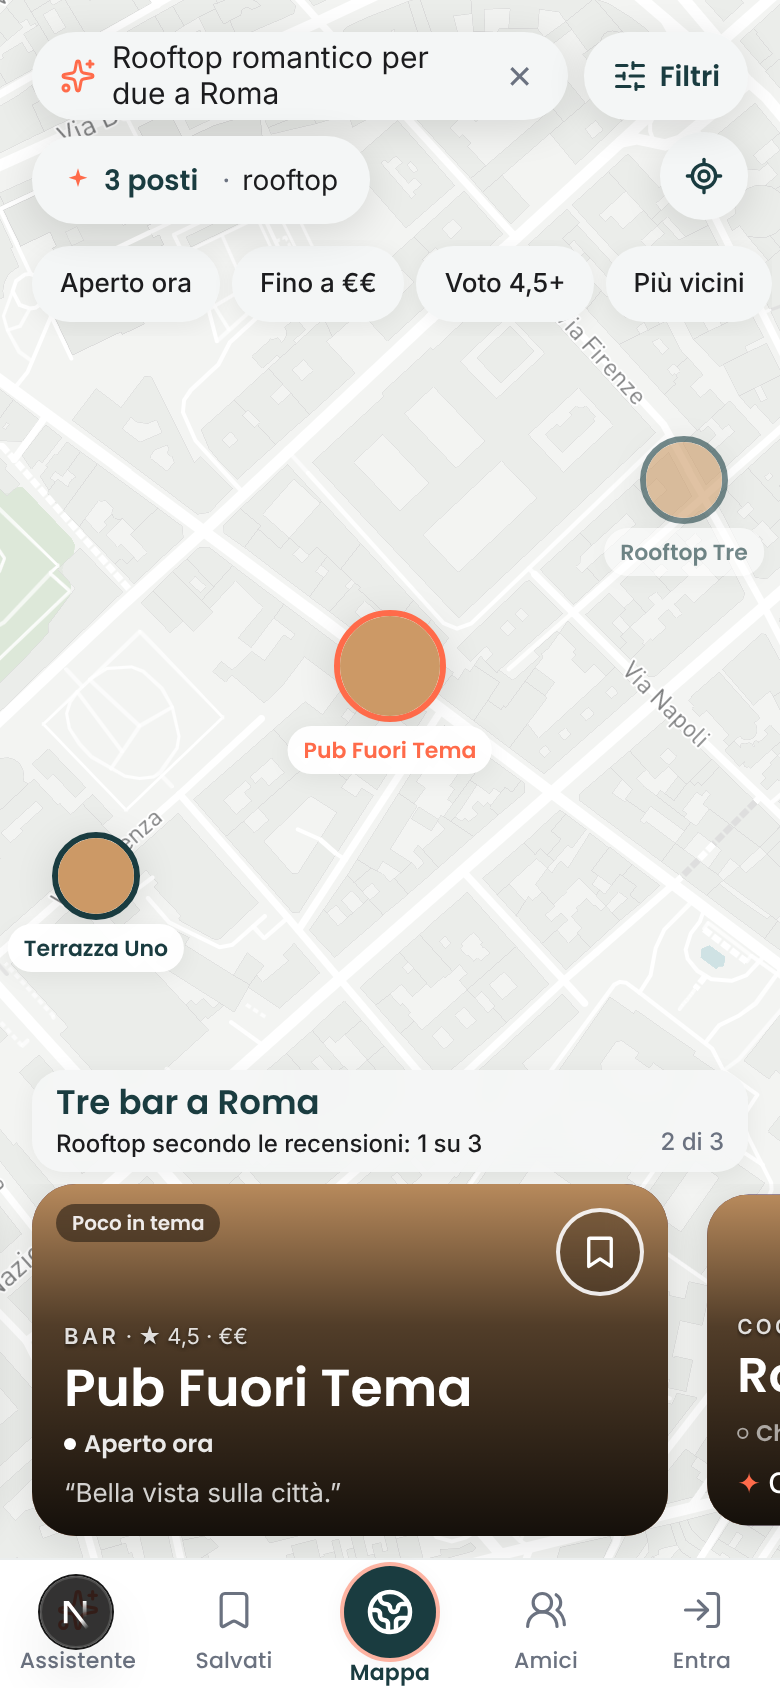 Rooftop romantico per
due a Roma
Filtri
3 posti · rooftop
Aperto ora
Fino a €€
Voto 4,5+
Più vicini
Via Firenze
Rooftop Tre
Pub Fuori Tema
Via Napoli
enza
Terrazza Uno
Tre bar a Roma
Rooftop secondo le recensioni: 1 su 3
2 di 3
Poco in tema
BAR · ★ 4,5 · €€
Pub Fuori Tema
Aperto ora
“Bella vista sulla città.”
N
Assistente
Salvati
Mappa
Amici
Entra